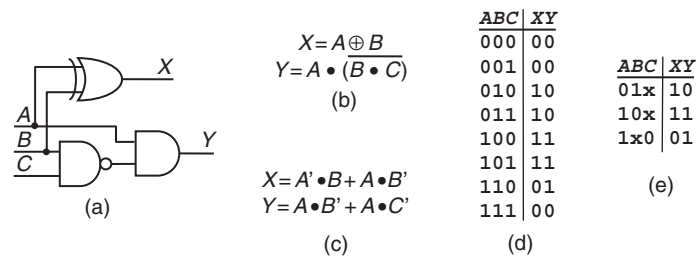 X
A
B
C
Y
(a)
X = A ⊕ B
Y = A • (B • C)
(b)
X = A' • B + A • B'
Y = A • B' + A • C'
(c)
ABC XY
000 00
001 00
010 10
011 10
100 11
101 11
110 01
111 00
(d)
ABC XY
01x 10
10x 11
1x0 01
(e)